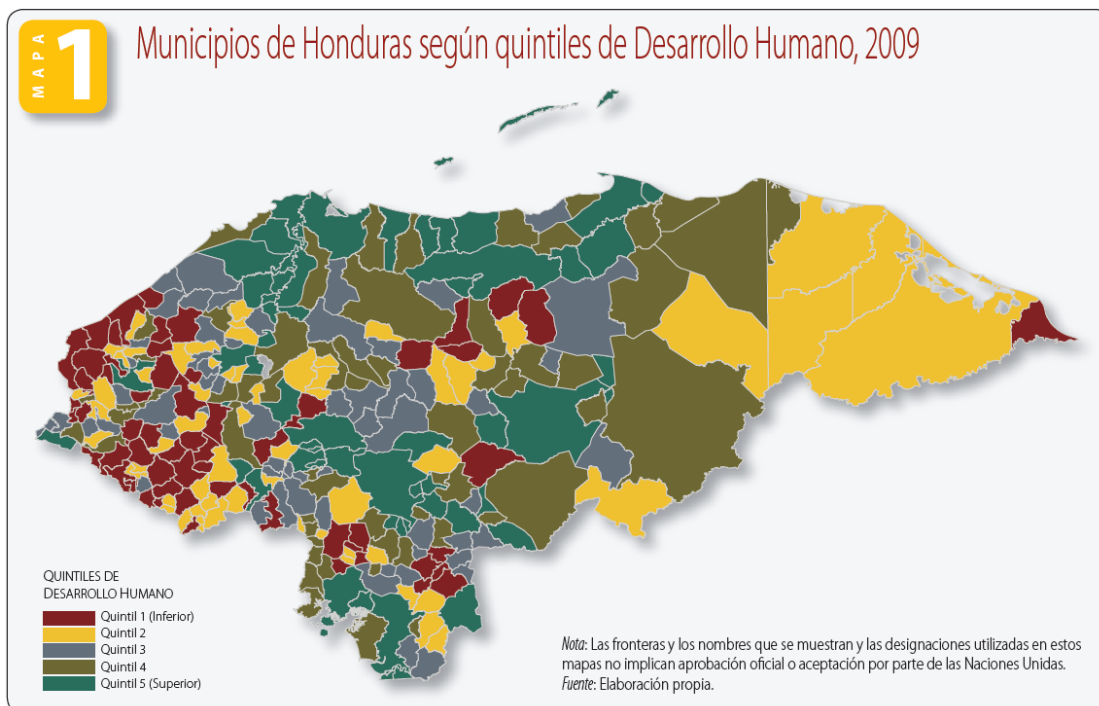 MAPA
1
Municipios de Honduras según quintiles de Desarrollo Humano, 2009
QUINTILES DE
DESARROLLO HUMANO
Quintil 1 (Inferior)
Quintil 2
Quintil 3
Quintil 4
Quintil 5 (Superior)
Nota: Las fronteras y los nombres que se muestran y las designaciones utilizadas en estos
mapas no implican aprobación oficial o aceptación por parte de las Naciones Unidas.
Fuente: Elaboración propia.